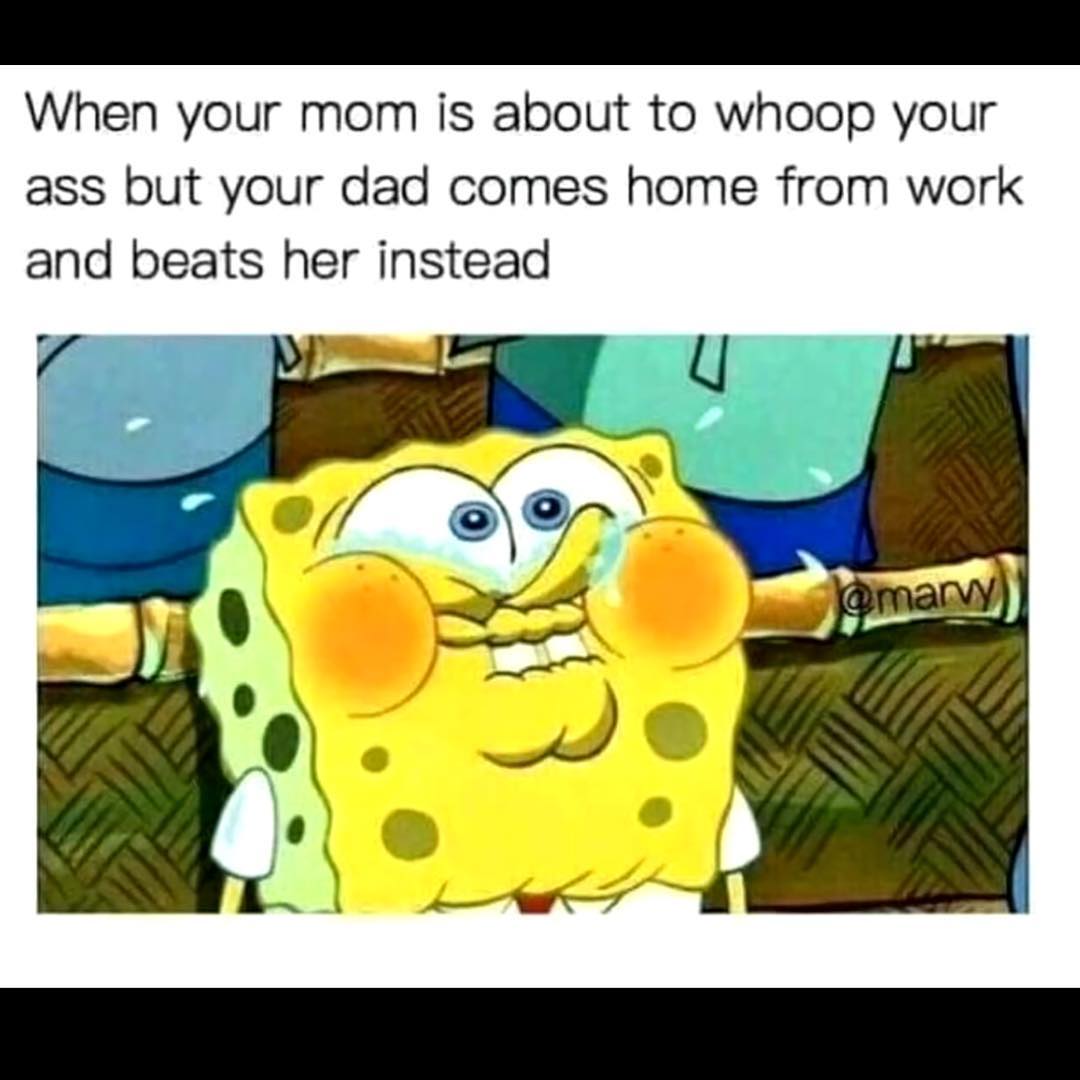 When your mom is about to whoop your
ass but your dad comes home from work
and beats her instead
@marvy